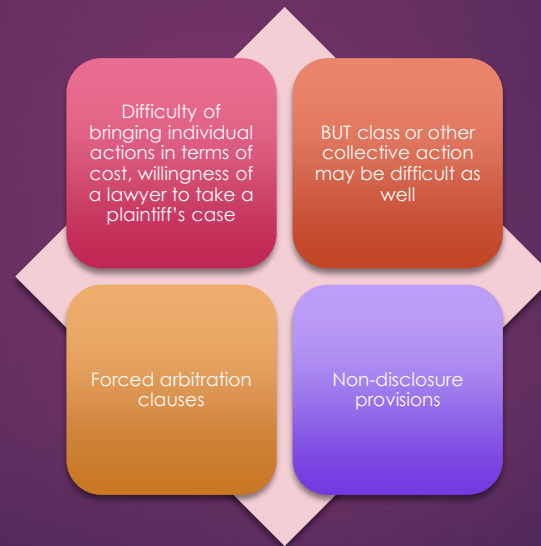 Difficulty of
bringing individual
actions in terms of
cost, willingness of
a lawyer to take a
plaintiff's case
BUT class or other
collective action
may be difficult as
well
Forced arbitration
clauses
Non-disclosure
provisions